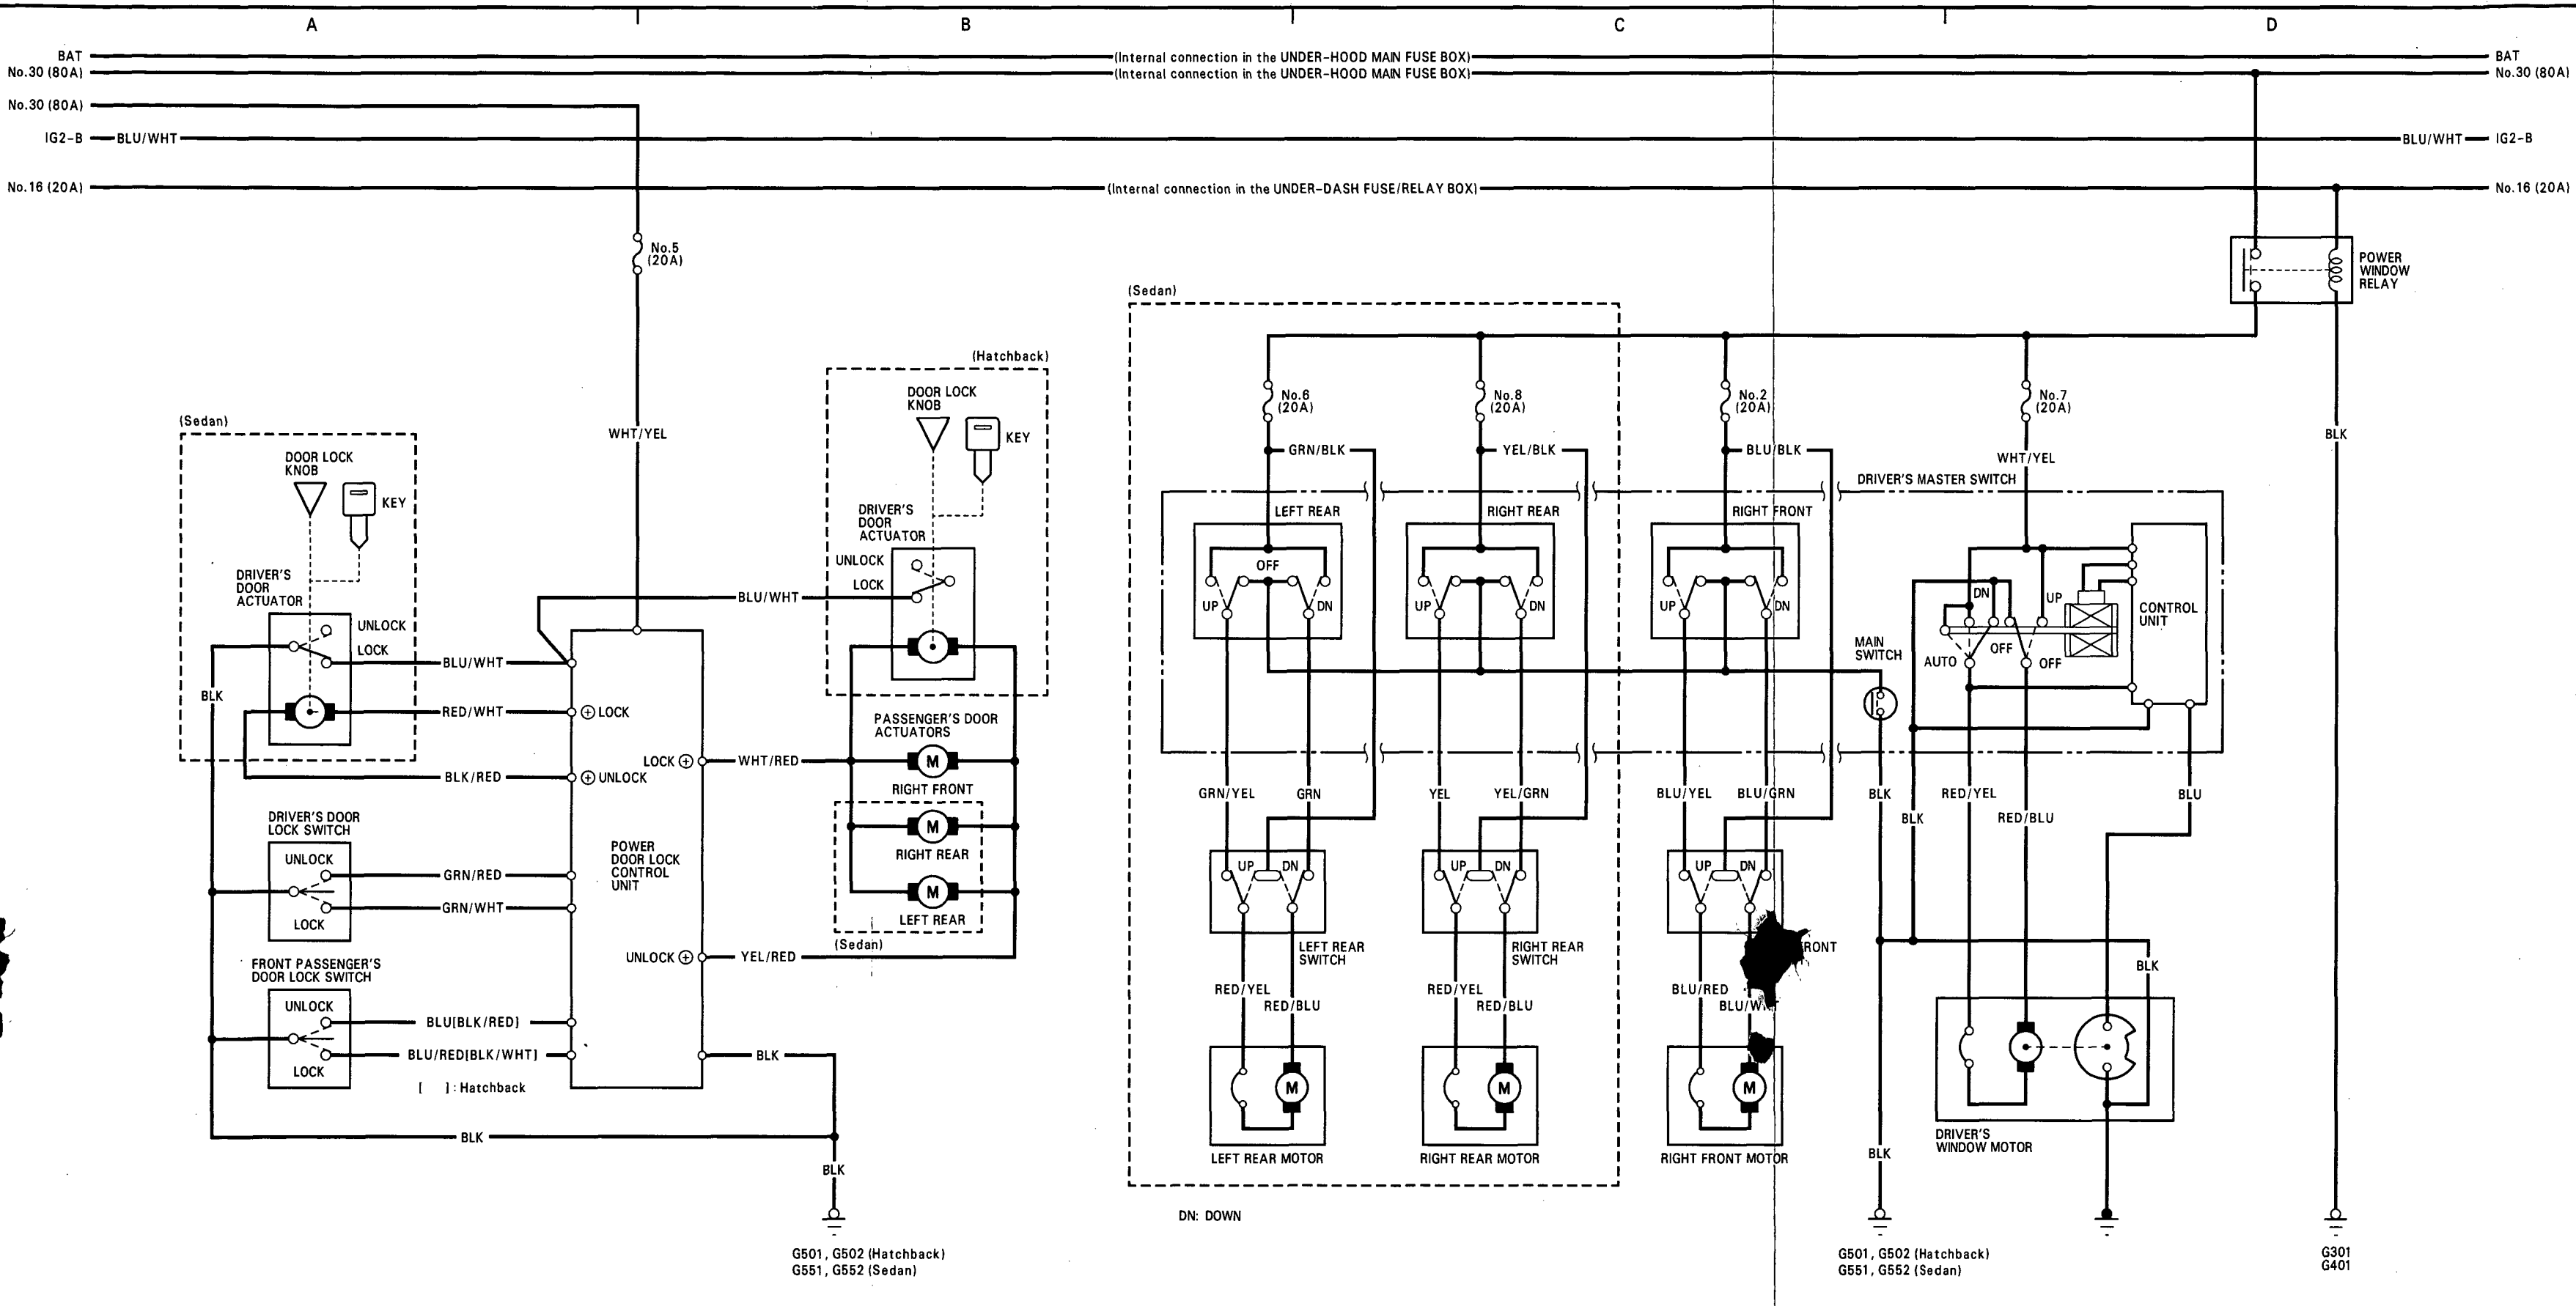 A
B
C
D
BAT
(Internal connection in the UNDER-HOOD MAIN FUSE BOX)
BAT
No.30 (80A)
(Internal connection in the UNDER-HOOD MAIN FUSE BOX)
No.30 (80A)
No.30 (80A)
IG2-B
BLU/WHT
BLU/WHT
IG2-B
No.16 (20A)
(Internal connection in the UNDER-DASH FUSE/RELAY BOX)
No.16 (20A)
No.5
(20A)
WHT/YEL
(Sedan)
DOOR LOCK
KNOB
KEY
DRIVER'S
DOOR
ACTUATOR
UNLOCK
LOCK
BLK
BLU/WHT
RED/WHT
BLK/RED
DRIVER'S DOOR
LOCK SWITCH
UNLOCK
LOCK
GRN/RED
GRN/WHT
FRONT PASSENGER'S
DOOR LOCK SWITCH
UNLOCK
LOCK
BLU[BLK/RED]
BLU/RED[BLK/WHT]
[ ]: Hatchback
BLK
LOCK
UNLOCK
LOCK
POWER
DOOR LOCK
CONTROL
UNIT
UNLOCK
BLU/WHT
WHT/RED
YEL/RED
BLK
BLK
G501, G502 (Hatchback)
G551, G552 (Sedan)
(Hatchback)
DOOR LOCK
KNOB
KEY
DRIVER'S
DOOR
ACTUATOR
UNLOCK
LOCK
PASSENGER'S DOOR
ACTUATORS
M
RIGHT FRONT
M
RIGHT REAR
M
LEFT REAR
(Sedan)
(Sedan)
No.6
(20A)
No.8
(20A)
No.2
(20A)
No.7
(20A)
GRN/BLK
YEL/BLK
BLU/BLK
WHT/YEL
DRIVER'S MASTER SWITCH
LEFT REAR
OFF
UP
DN
RIGHT REAR
UP
DN
RIGHT FRONT
UP
DN
MAIN
SWITCH
DN
UP
AUTO
OFF
OFF
CONTROL
UNIT
GRN/YEL
GRN
YEL
YEL/GRN
BLU/YEL
BLU/GRN
BLK
BLK
RED/YEL
RED/BLU
BLU
UP
DN
LEFT REAR
SWITCH
UP
DN
RIGHT REAR
SWITCH
UP
DN
RED/YEL
RED/BLU
RED/YEL
RED/BLU
BLU/RED
BLK
M
LEFT REAR MOTOR
M
RIGHT REAR MOTOR
M
RIGHT FRONT MOTOR
DRIVER'S
WINDOW MOTOR
BLK
DN: DOWN
G501, G502 (Hatchback)
G551, G552 (Sedan)
POWER
WINDOW
RELAY
BLK
G301
G401